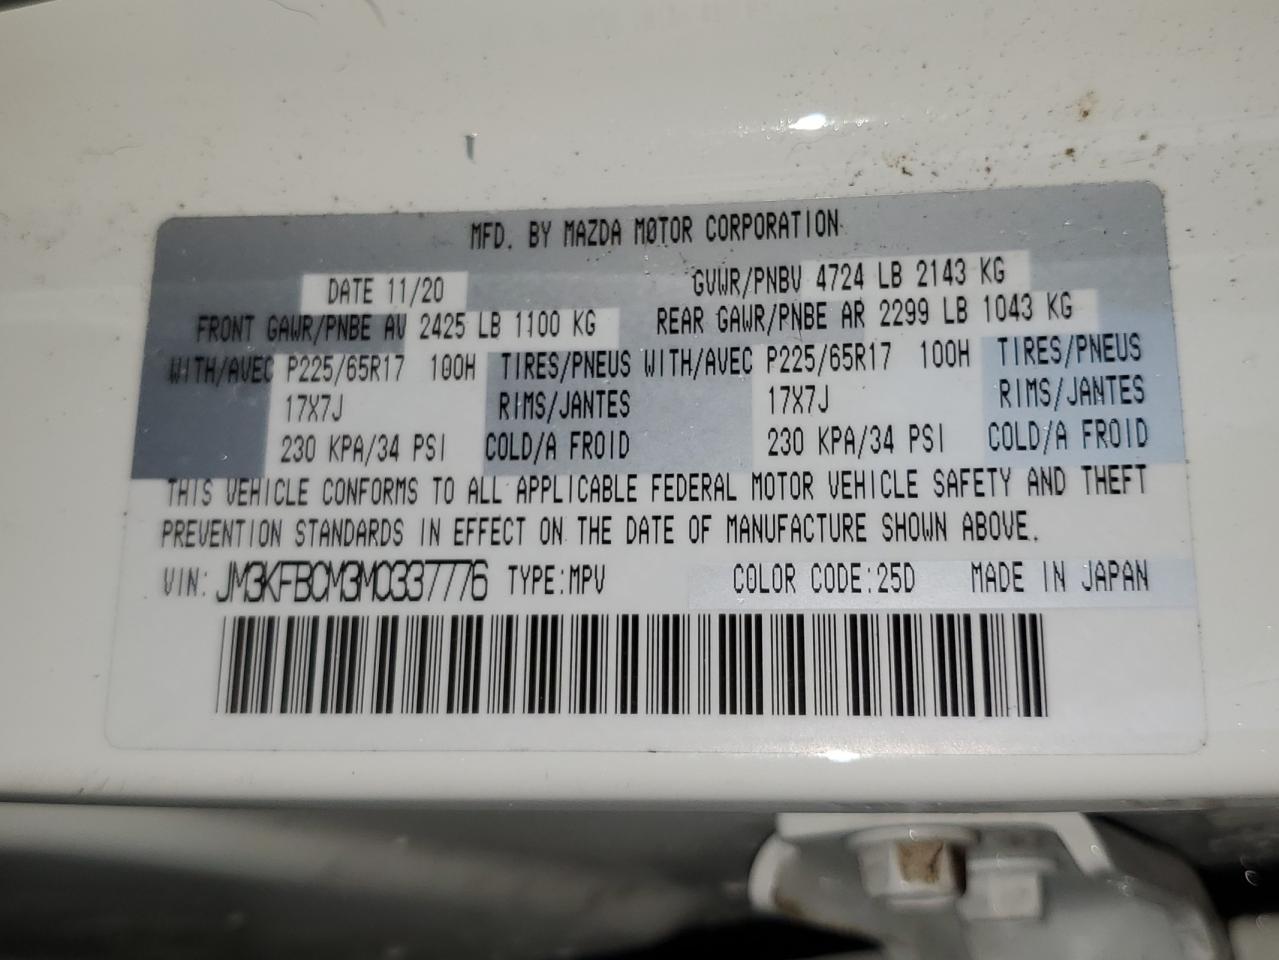 MFD. BY MAZDA MOTOR CORPORATION
DATE 11/20 GVWR/PNBV 4724 LB 2143 KG
FRONT GAWR/PNBE AV 2425 LB 1100 KG REAR GAWR/PNBE AR 2299 LB 1043 KG
WITH/AVEC P225/65R17 100H TIRES/PNEUS WITH/AVEC P225/65R17 100H TIRES/PNEUS
17X7J RIMS/JANTES 17X7J RIMS/JANTES
230 KPA/34 PSI COLD/A FROID 230 KPA/34 PSI COLD/A FROID
THIS VEHICLE CONFORMS TO ALL APPLICABLE FEDERAL MOTOR VEHICLE SAFETY AND THEFT
PREVENTION STANDARDS IN EFFECT ON THE DATE OF MANUFACTURE SHOWN ABOVE.
VIN: JM3KFBCM3M0337776 TYPE:MPV COLOR CODE:25D MADE IN JAPAN